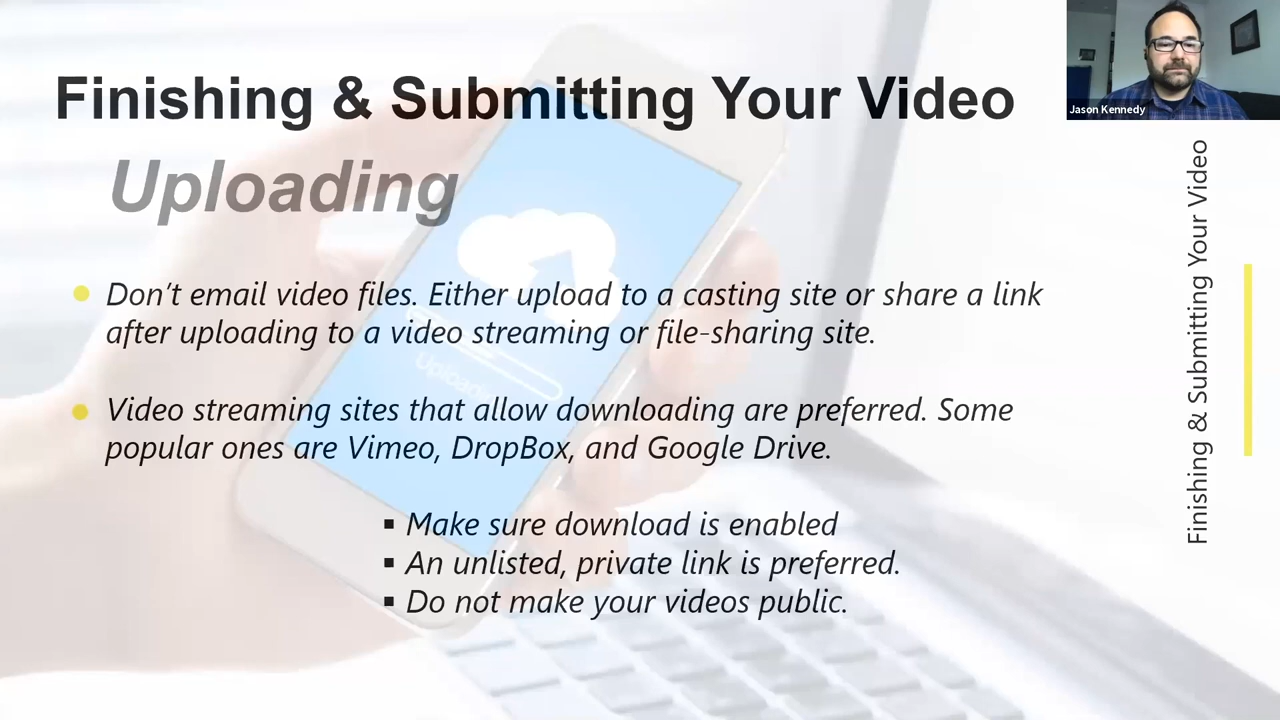 Finishing & Submitting Your Video
Jason Kennedy
Uploading
Don't email video files. Either upload to a casting site or share a link
after uploading to a video streaming or file-sharing site.
Video streaming sites that allow downloading are preferred. Some
popular ones are Vimeo, DropBox, and Google Drive.
▪ Make sure download is enabled
▪ An unlisted, private link is preferred.
▪ Do not make your videos public.
Finishing & Submitting Your Video